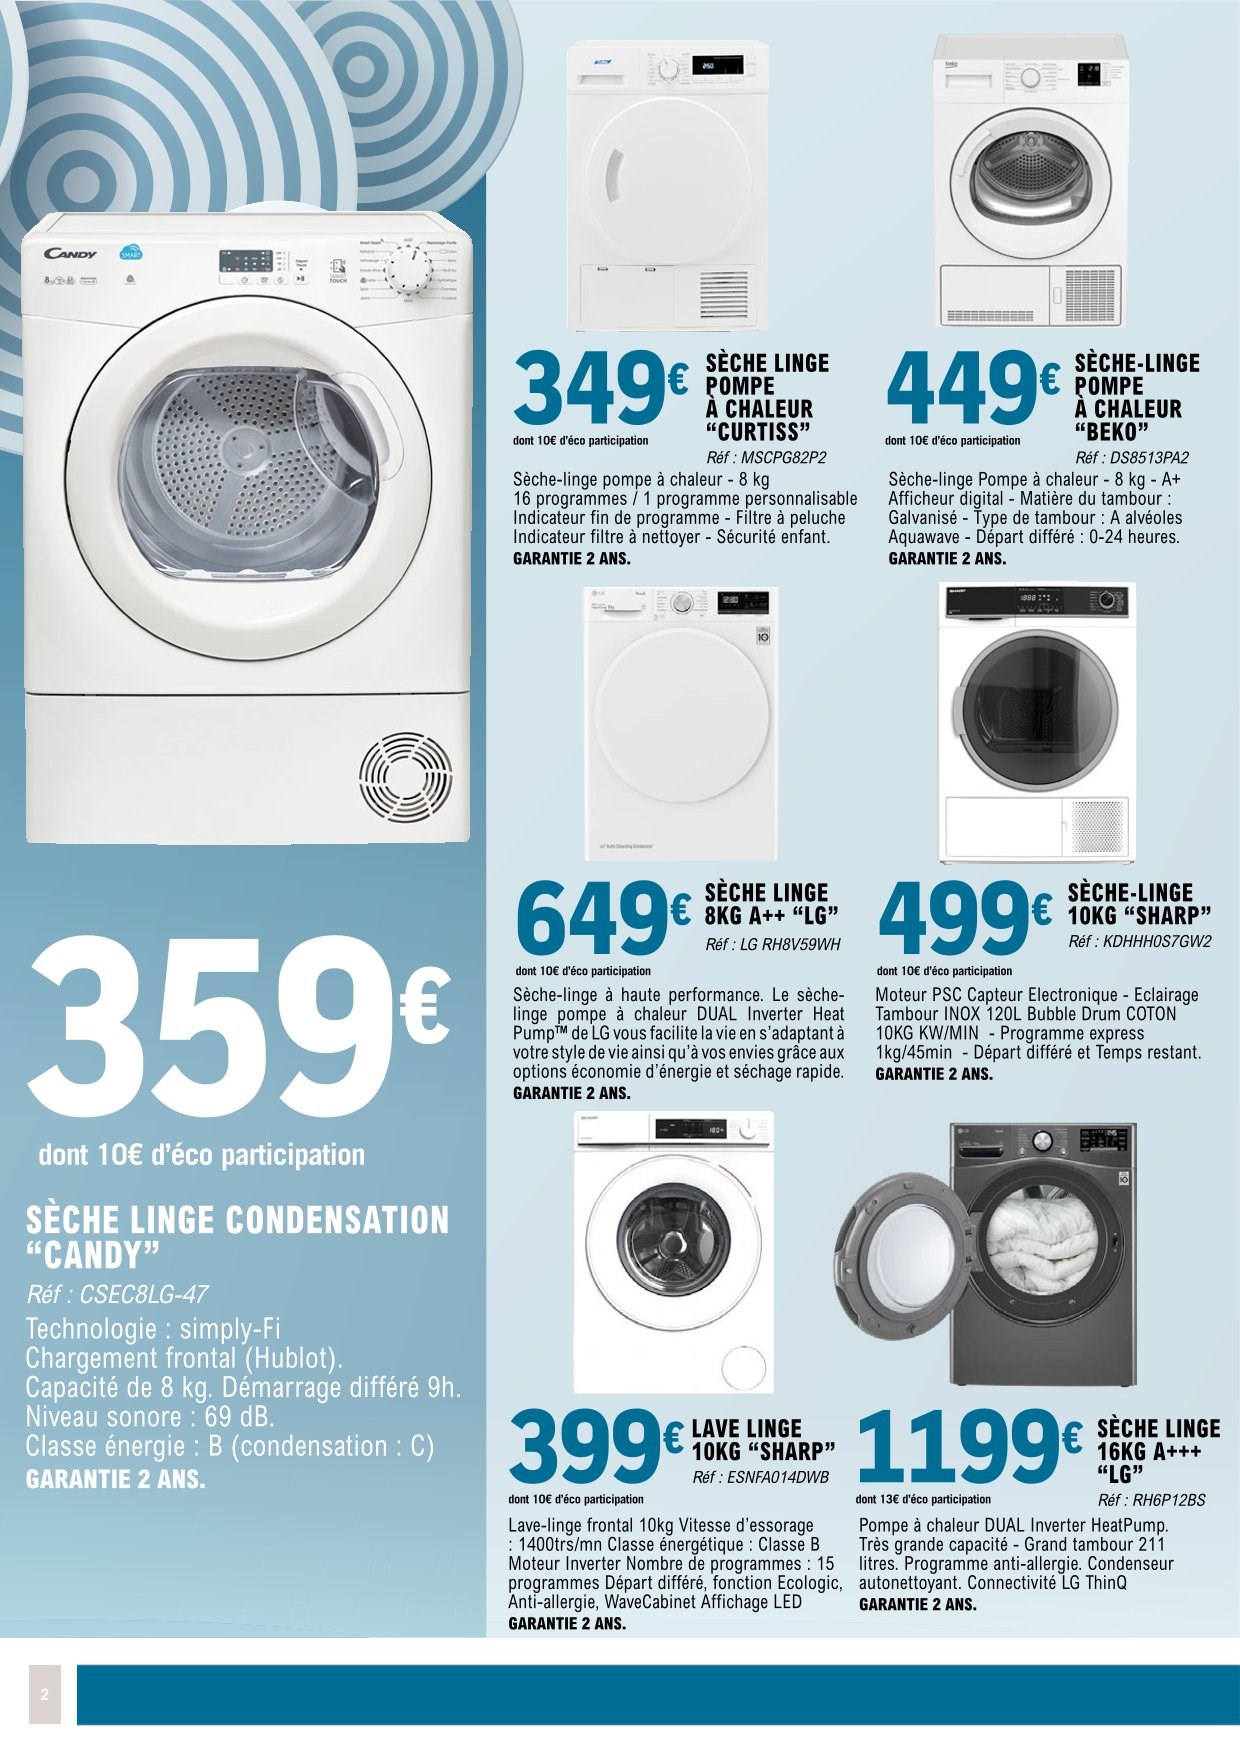 CANDY
SMART
SMART
TOUCH
359€
dont 10€ d'éco participation
SÈCHE LINGE CONDENSATION
“CANDY”
Réf : CSEC8LG-47
Technologie : simply-Fi
Chargement frontal (Hublot).
Capacité de 8 kg. Démarrage différé 9h.
Niveau sonore : 69 dB.
Classe énergie : B (condensation : C)
GARANTIE 2 ANS.
349€
dont 10€ d'éco participation
SÈCHE LINGE
POMPE
À CHALEUR
“CURTISS”
Réf : MSCPG82P2
Sèche-linge pompe à chaleur - 8 kg
16 programmes / 1 programme personnalisable
Indicateur fin de programme - Filtre à peluche
Indicateur filtre à nettoyer - Sécurité enfant.
GARANTIE 2 ANS.
beko
449€
dont 10€ d'éco participation
SÈCHE-LINGE
POMPE
À CHALEUR
“BEKO”
Réf : DS8513PA2
Sèche-linge Pompe à chaleur - 8 kg - A+
Afficheur digital - Matière du tambour :
Galvanisé - Type de tambour : A alvéoles
Aquawave - Départ différé : 0-24 heures.
GARANTIE 2 ANS.
LG
649€
dont 10€ d'éco participation
SÈCHE LINGE
8KG A++ “LG”
Réf : LG RH8V59WH
Sèche-linge à haute performance. Le sèche-
linge pompe à chaleur DUAL Inverter Heat
Pump™ de LG vous facilite la vie en s'adaptant à
votre style de vie ainsi qu'à vos envies grâce aux
options économie d'énergie et séchage rapide.
GARANTIE 2 ANS.
SHARP
499€
dont 10€ d'éco participation
SÈCHE-LINGE
10KG “SHARP”
Réf : KDHHH0S7GW2
Moteur PSC Capteur Electronique - Eclairage
Tambour INOX 120L Bubble Drum COTON
10KG KW/MIN - Programme express
1kg/45min - Départ différé et Temps restant.
GARANTIE 2 ANS.
SHARP
399€
dont 10€ d'éco participation
LAVE LINGE
10KG “SHARP”
Réf : ESNFA014DWB
Lave-linge frontal 10kg Vitesse d'essorage
: 1400trs/mn Classe énergétique : Classe B
Moteur Inverter Nombre de programmes : 15
programmes Départ différé, fonction Ecologic,
Anti-allergie, WaveCabinet Affichage LED
GARANTIE 2 ANS.
LG
1199€
dont 13€ d'éco participation
SÈCHE LINGE
16KG A+++
“LG”
Réf : RH6P12BS
Pompe à chaleur DUAL Inverter HeatPump.
Très grande capacité - Grand tambour 211
litres. Programme anti-allergie. Condenseur
autonettoyant. Connectivité LG ThinQ
GARANTIE 2 ANS.
2